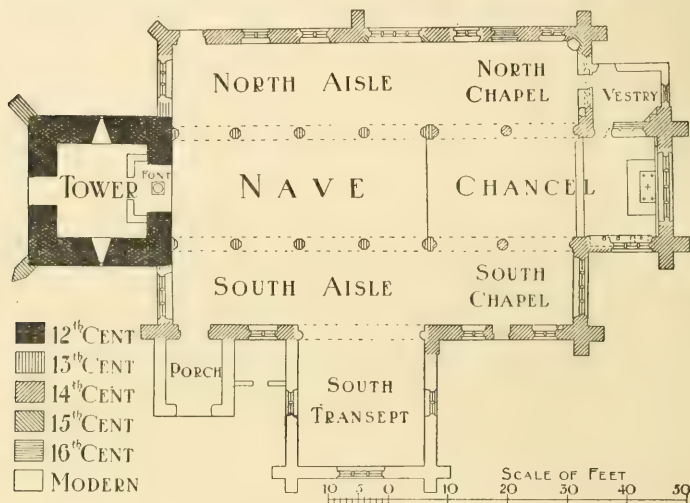 NORTH AISLE
NORTH
CHAPEL
VESTRY
TOWER
FONT
NAVE
CHANCEL
SOUTH AISLE
SOUTH
CHAPEL
PORCH
SOUTH
TRANSEPT
12th CENT
13th CENT
14th CENT
15th CENT
16th CENT
MODERN
SCALE OF FEET
10 5 0 10 20 30 40 50